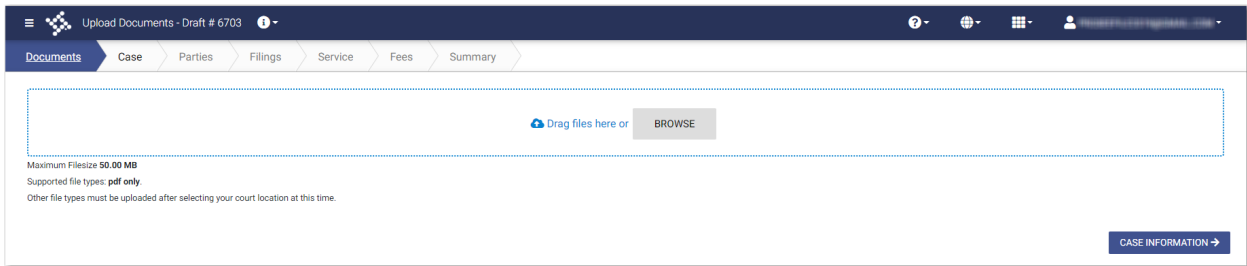 Upload Documents - Draft # 6703
Documents Case Parties Filings Service Fees Summary
Drag files here or BROWSE
Maximum Filesize 50.00 MB
Supported file types: pdf only.
Other file types must be uploaded after selecting your court location at this time.
CASE INFORMATION →